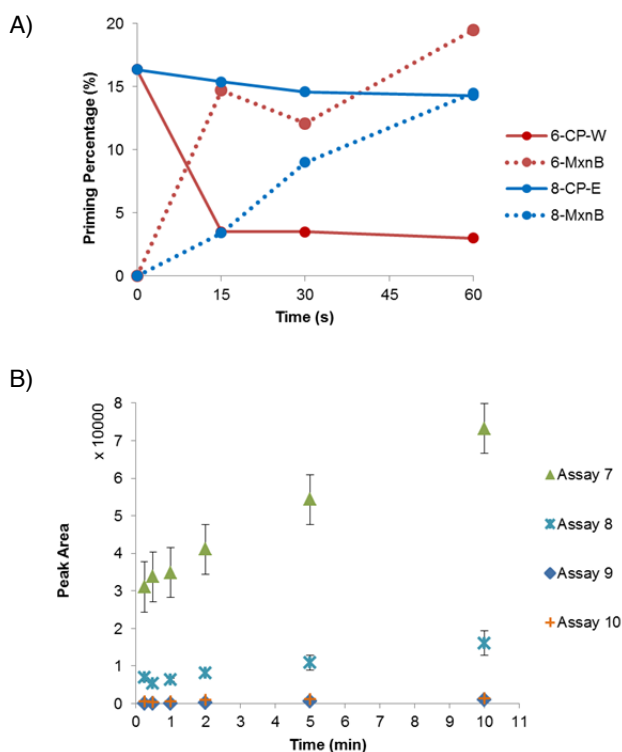 A)
20
15
10
5
0
Priming Percentage (%)
0 15 30 45 60
Time (s)
6-CP-W
6-MxnB
8-CP-E
8-MxnB
B)
x 10000
8
7
6
5
4
3
2
1
0
Peak Area
0 1 2 3 4 5 6 7 8 9 10 11
Time (min)
Assay 7
Assay 8
Assay 9
Assay 10